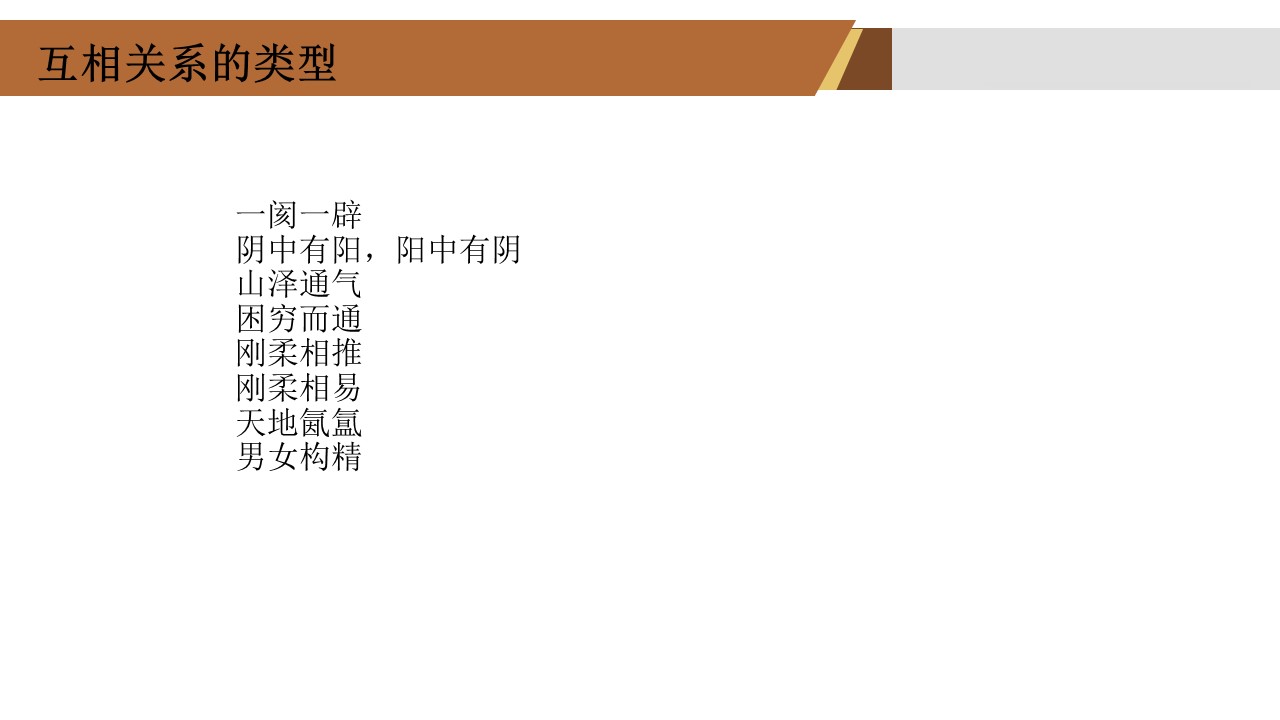 互相关系的类型
一阂一辟
阴中有阳，阳中有阴
山泽通气
困穷而通
刚柔相推
刚柔相易
天地氤氲
男女构精